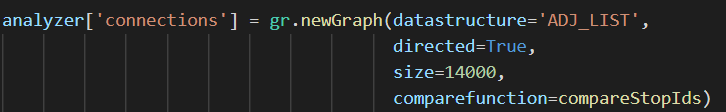 analyzer['connections'] = gr.newGraph(datastructure='ADJ_LIST',
directed=True,
size=14000,
comparefunction=compareStopIds)